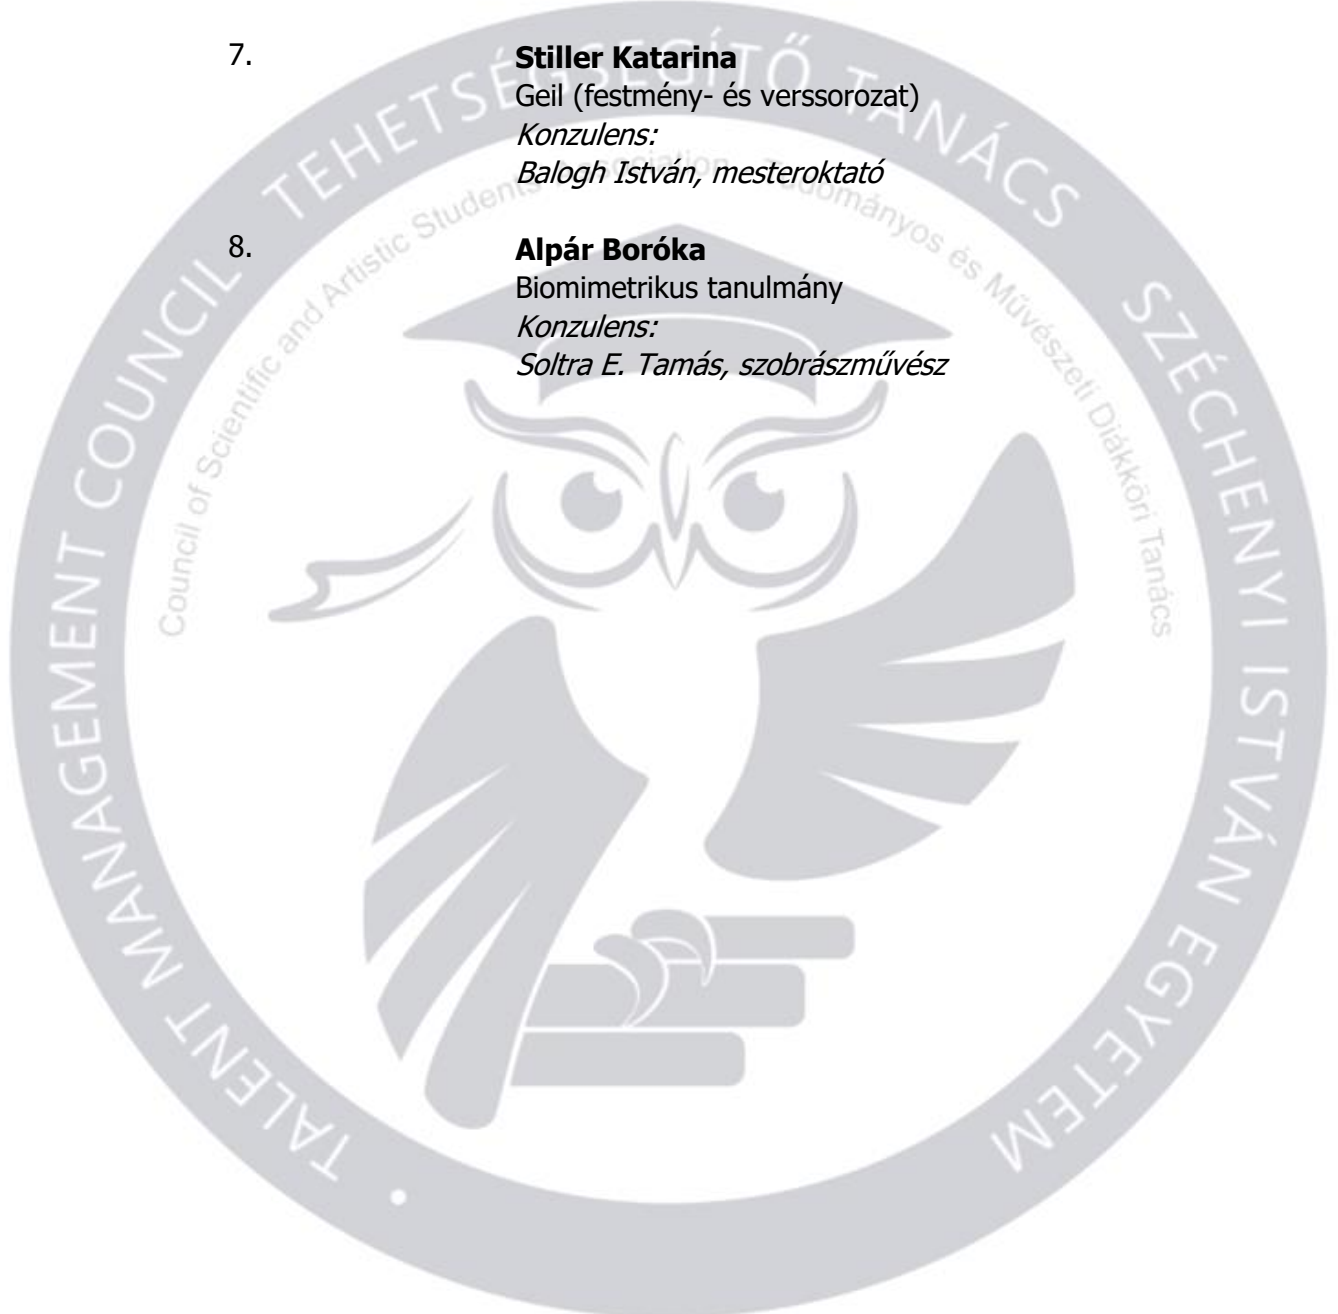 7. Stiller Katarina
Geil (festmény- és verssorozat)
Konzulens:
Balogh István, mesteroktató
8. Alpár Boróka
Biomimetrikus tanulmány
Konzulens:
Soltra E. Tamás, szobrászművész
TALENT MANAGEMENT COUNCIL TEHETSÉGSEGÍTŐ TANÁCS SZÉCHENYI ISTVÁN EGYETEM
Council of Scientific and Artistic Students' Association Tudományos és Művészeti Diákköri Tanács